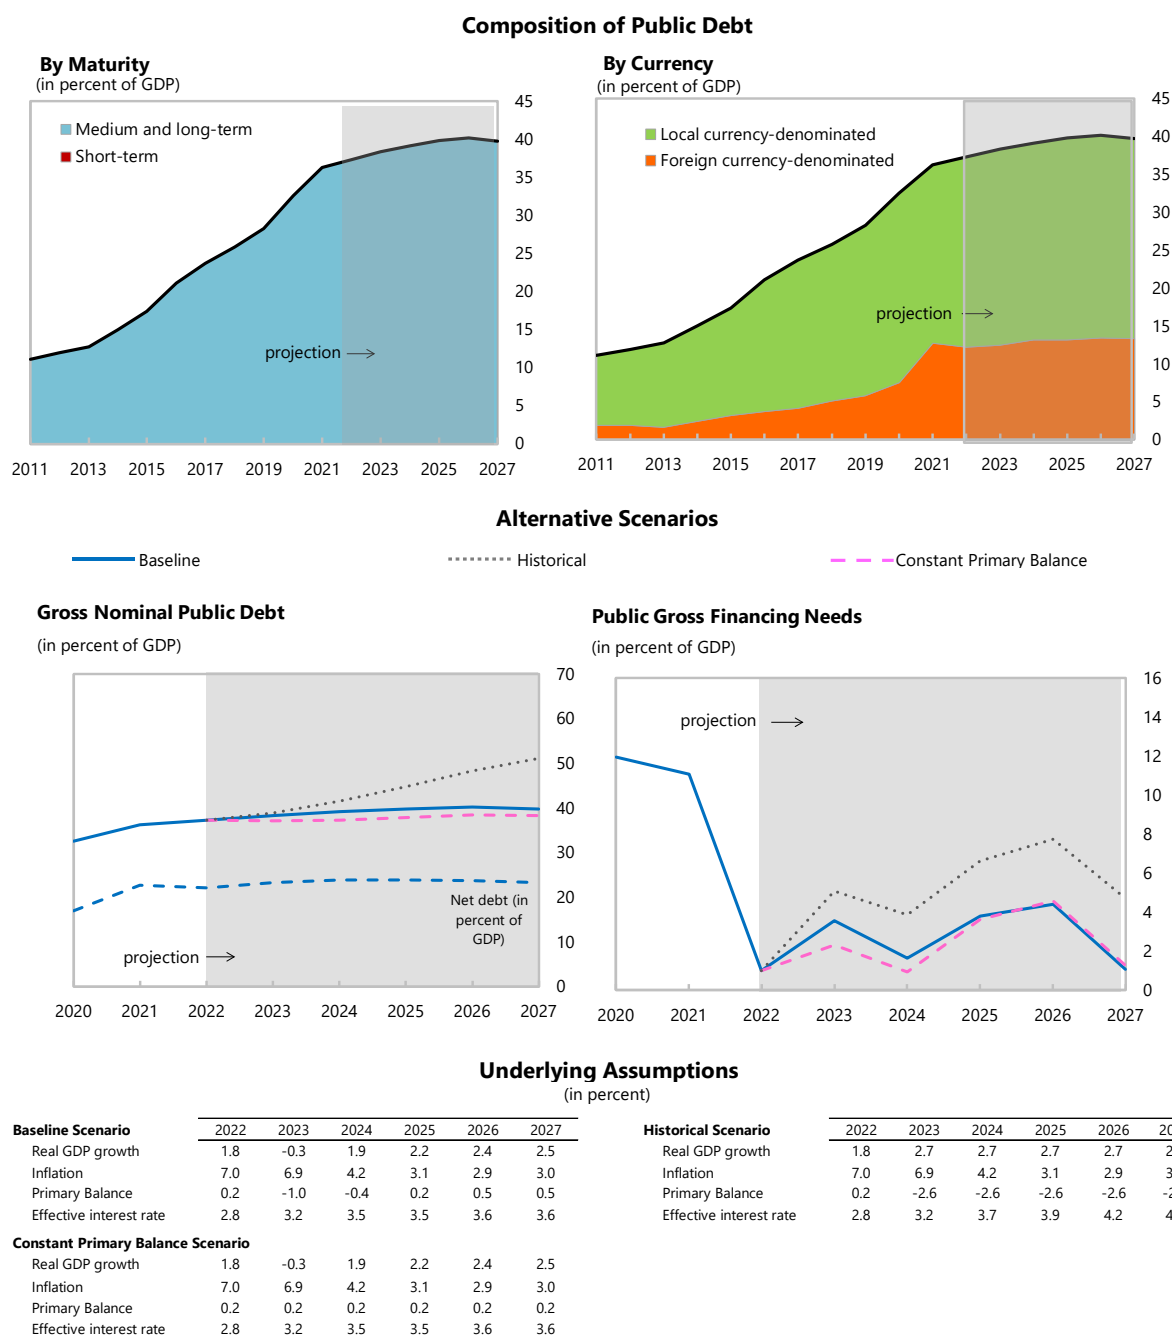 Composition of Public Debt
By Maturity
(in percent of GDP)
Medium and long-term
Short-term
projection
45
40
35
30
25
20
15
10
5
0
2011 2013 2015 2017 2019 2021 2023 2025 2027
By Currency
(in percent of GDP)
Local currency-denominated
Foreign currency-denominated
projection
45
40
35
30
25
20
15
10
5
0
2011 2013 2015 2017 2019 2021 2023 2025 2027
Alternative Scenarios
Baseline Historical Constant Primary Balance
Gross Nominal Public Debt
(in percent of GDP)
70
60
50
40
30
20
10
0
Net debt (in
percent of
GDP)
projection
2020 2021 2022 2023 2024 2025 2026 2027
Public Gross Financing Needs
(in percent of GDP)
projection
16
14
12
10
8
6
4
2
0
2020 2021 2022 2023 2024 2025 2026 2027
Underlying Assumptions
(in percent)
Baseline Scenario 2022 2023 2024 2025 2026 2027
Real GDP growth 1.8 -0.3 1.9 2.2 2.4 2.5
Inflation 7.0 6.9 4.2 3.1 2.9 3.0
Primary Balance 0.2 -1.0 -0.4 0.2 0.5 0.5
Effective interest rate 2.8 3.2 3.5 3.5 3.6 3.6
Constant Primary Balance Scenario
Real GDP growth 1.8 -0.3 1.9 2.2 2.4 2.5
Inflation 7.0 6.9 4.2 3.1 2.9 3.0
Primary Balance 0.2 0.2 0.2 0.2 0.2 0.2
Effective interest rate 2.8 3.2 3.5 3.5 3.6 3.6
Historical Scenario 2022 2023 2024 2025 2026
Real GDP growth 1.8 2.7 2.7 2.7 2.7
Inflation 7.0 6.9 4.2 3.1 2.9
Primary Balance 0.2 -2.6 -2.6 -2.6 -2.6
Effective interest rate 2.8 3.2 3.7 3.9 4.2